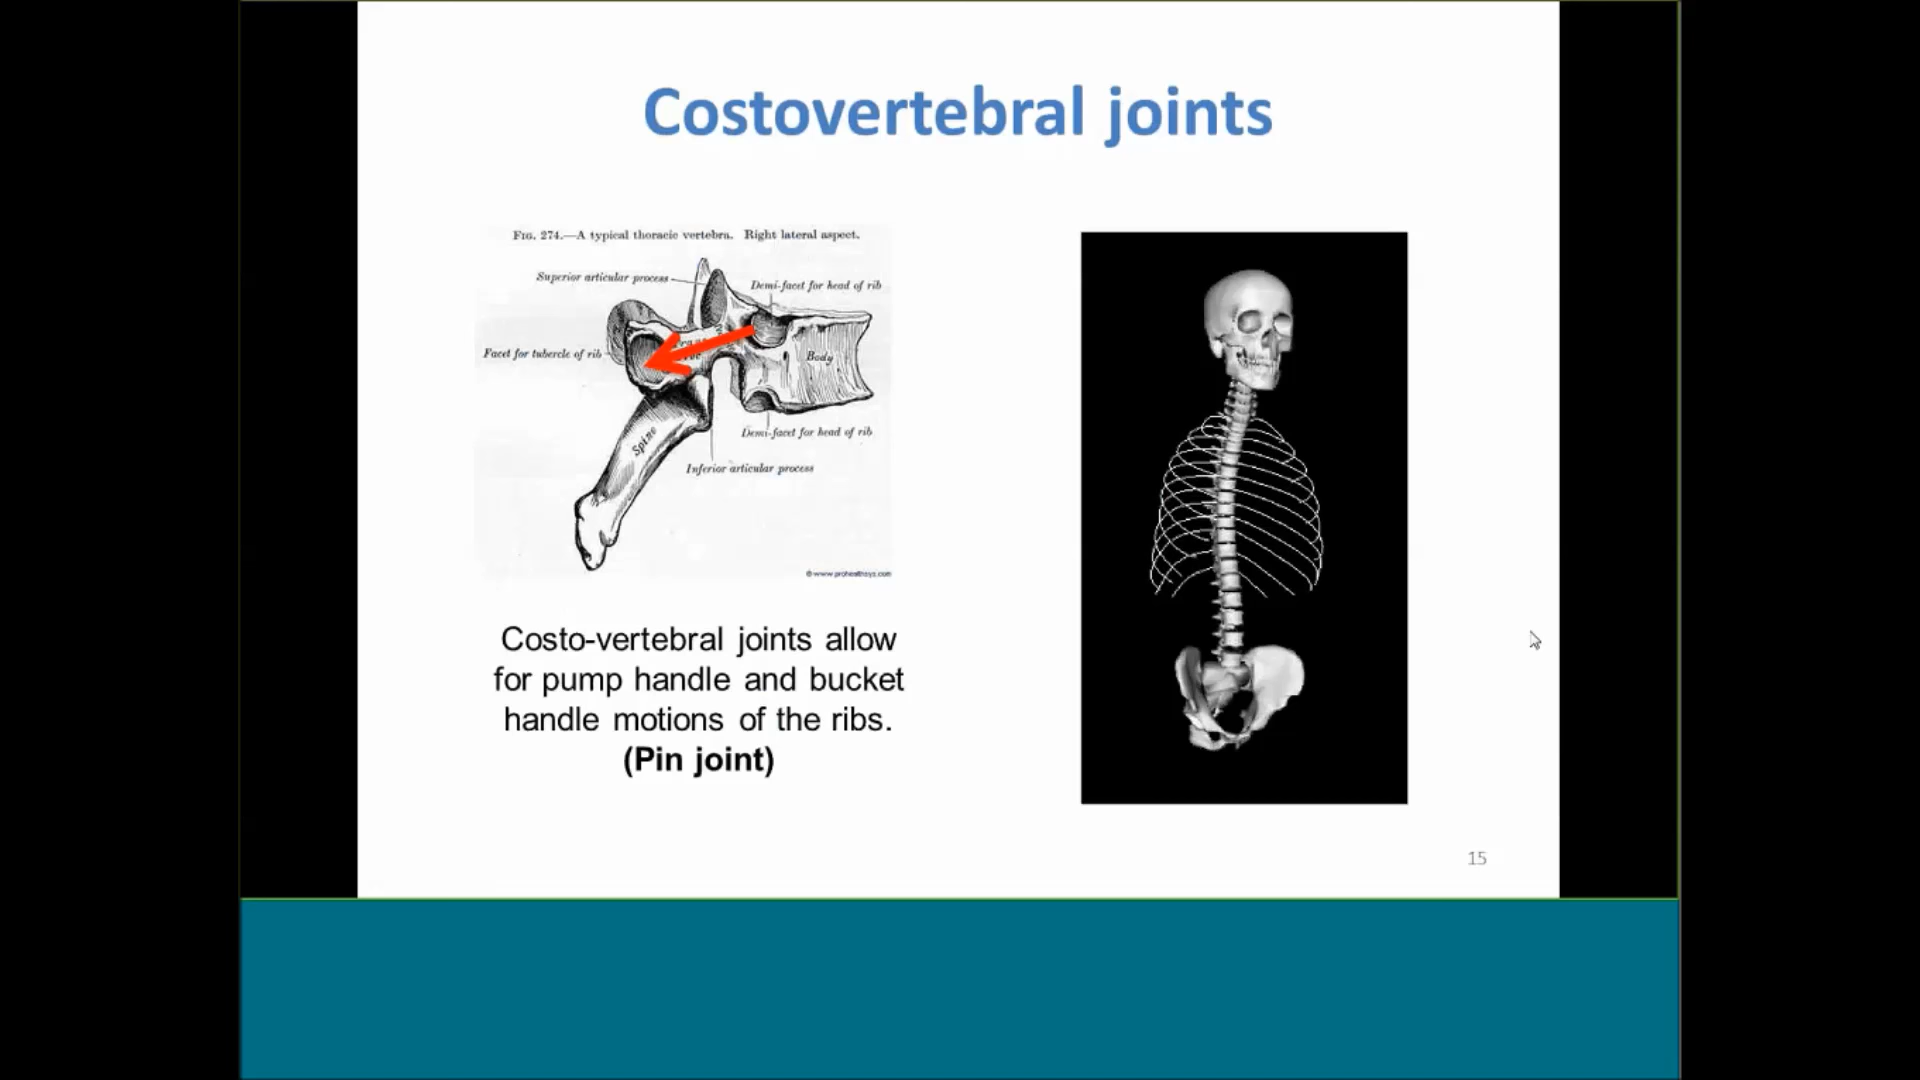 Costovertebral joints
FIG. 274.—A typical thoracic vertebra. Right lateral aspect.
Superior articular process
Demi-facet for head of rib
Facet for tubercle of rib
Body
Demi-facet for head of rib
Spine
Inferior articular process
© www.prohealthsys.com
Costo-vertebral joints allow
for pump handle and bucket
handle motions of the ribs.
(Pin joint)
15